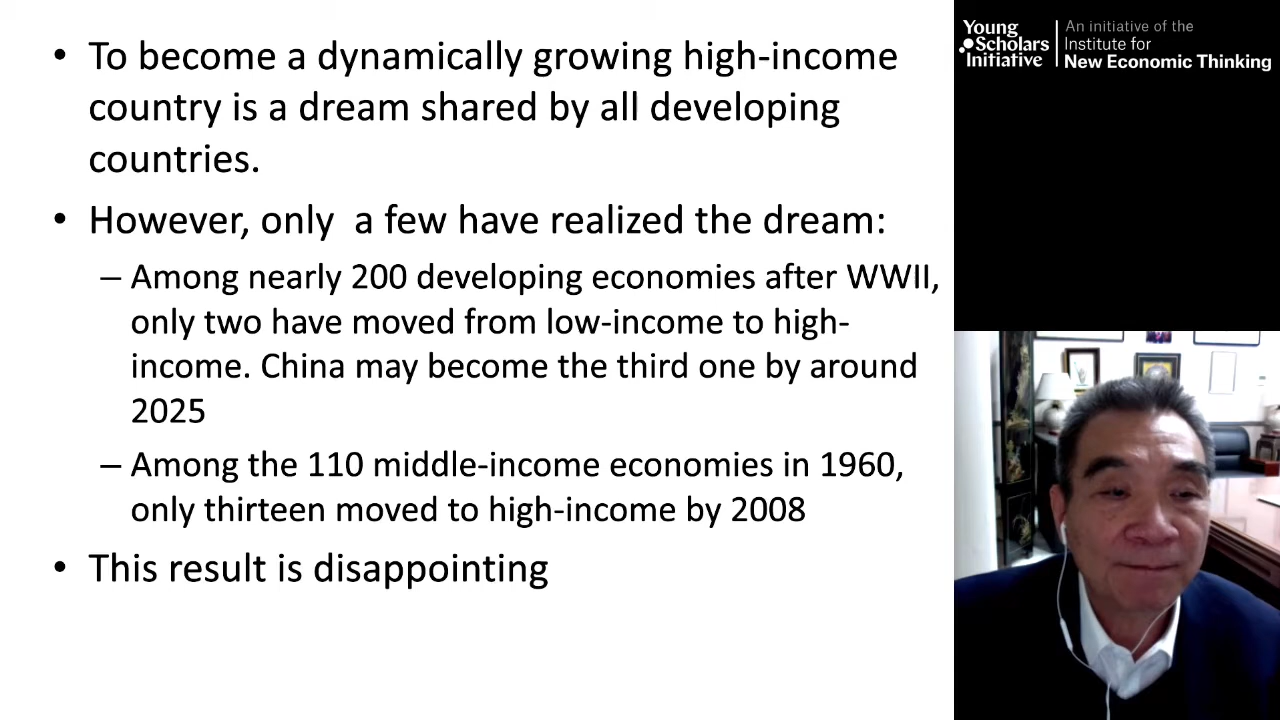 • To become a dynamically growing high-income
country is a dream shared by all developing
countries.
• However, only  a few have realized the dream:
– Among nearly 200 developing economies after WWII,
only two have moved from low-income to high-
income. China may become the third one by around
2025
– Among the 110 middle-income economies in 1960,
only thirteen moved to high-income by 2008
• This result is disappointing
Young
Scholars
Initiative
An initiative of the
Institute for
New Economic Thinking